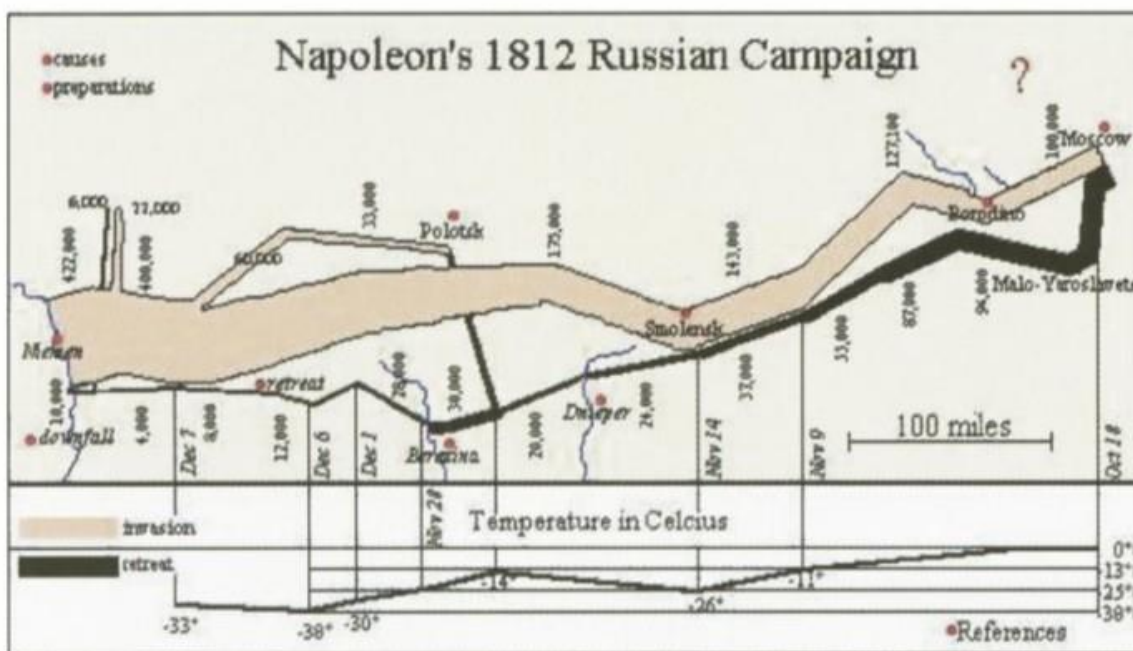 Napoleon's 1812 Russian Campaign
causes
preparations
?
Moscow
100,000
127,100
Borodino
6,000
22,000
33,000
Polotsk
60,000
422,000
400,000
175,000
143,000
Smolensk
Malo-Yaroslavets
96,000
87,000
Niemen
retreat
10,000
4,000
8,000
12,000
28,000
30,000
20,000
Dnieper
24,000
37,000
downfall
Berezina
100 miles
Dec 7
Dec 6
Dec 1
Nov 28
Nov 14
Nov 9
Oct 18
invasion
retreat
Temperature in Celcius
0°
-13°
-25°
-38°
-33°
-38°
-30°
-14°
-26°
-11°
References